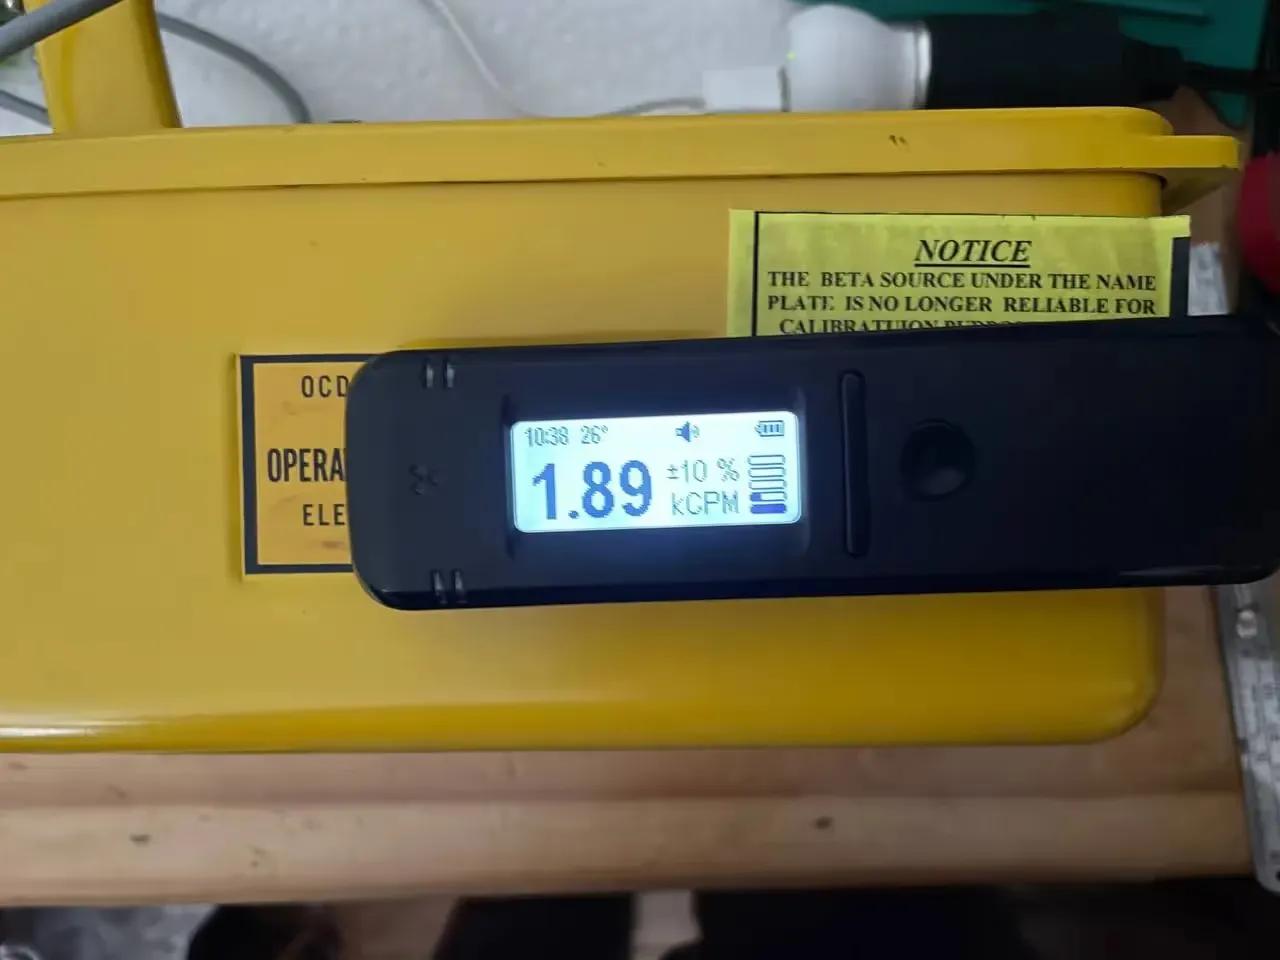 NOTICE
THE BETA SOURCE UNDER THE NAME
PLATE IS NO LONGER RELIABLE FOR
CALIBRATUION
OCD
OPERA
ELE
10:38 26°
1.89 ±10 %
kCPM